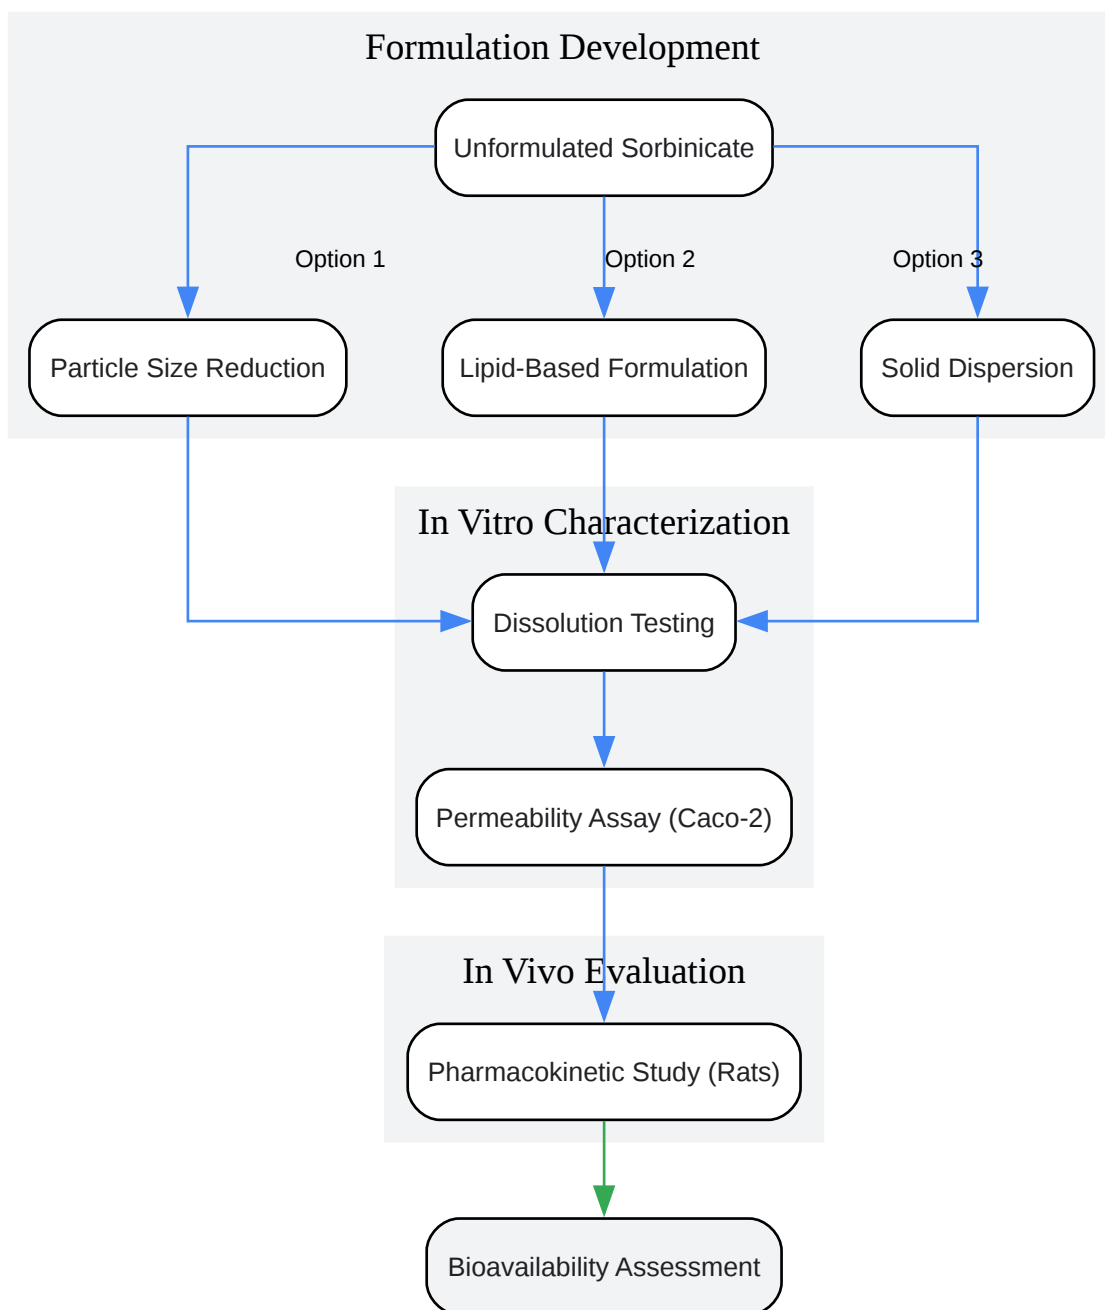 Formulation Development
Unformulated Sorbinicate
Option 1
Option 2
Option 3
Particle Size Reduction
Lipid-Based Formulation
Solid Dispersion
In Vitro Characterization
Dissolution Testing
Permeability Assay (Caco-2)
In Vivo Evaluation
Pharmacokinetic Study (Rats)
Bioavailability Assessment